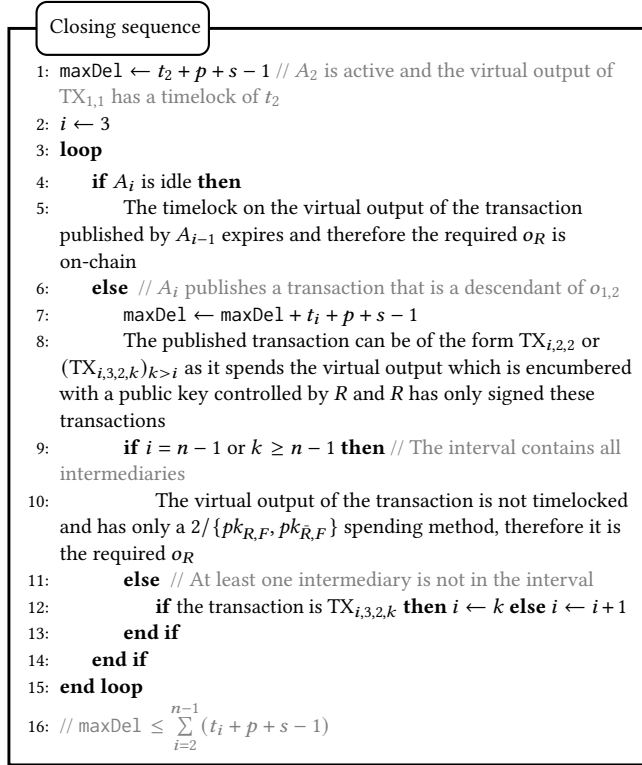 Closing sequence
1: maxDel ← t₂ + p + s − 1 // A₂ is active and the virtual output of
TX₁,₁ has a timelock of t₂
2: i ← 3
3: loop
4: if Aᵢ is idle then
5: The timelock on the virtual output of the transaction
published by Aᵢ₋₁ expires and therefore the required o_R is
on-chain
6: else // Aᵢ publishes a transaction that is a descendant of o₁,₂
7: maxDel ← maxDel + tᵢ + p + s − 1
8: The published transaction can be of the form TXᵢ,₂,₂ or
(TXᵢ,₃,₂,ₖ)ₖ>ᵢ as it spends the virtual output which is encumbered
with a public key controlled by R and R has only signed these
transactions
9: if i = n − 1 or k ≥ n − 1 then // The interval contains all
intermediaries
10: The virtual output of the transaction is not timelocked
and has only a 2/{pk_{R,F}, pk_{R̄,F}} spending method, therefore it is
the required o_R
11: else // At least one intermediary is not in the interval
12: if the transaction is TXᵢ,₃,₂,ₖ then i ← k else i ← i + 1
13: end if
14: end if
15: end loop
16: // maxDel ≤ ∑_{i=2}^{n−1} (tᵢ + p + s − 1)